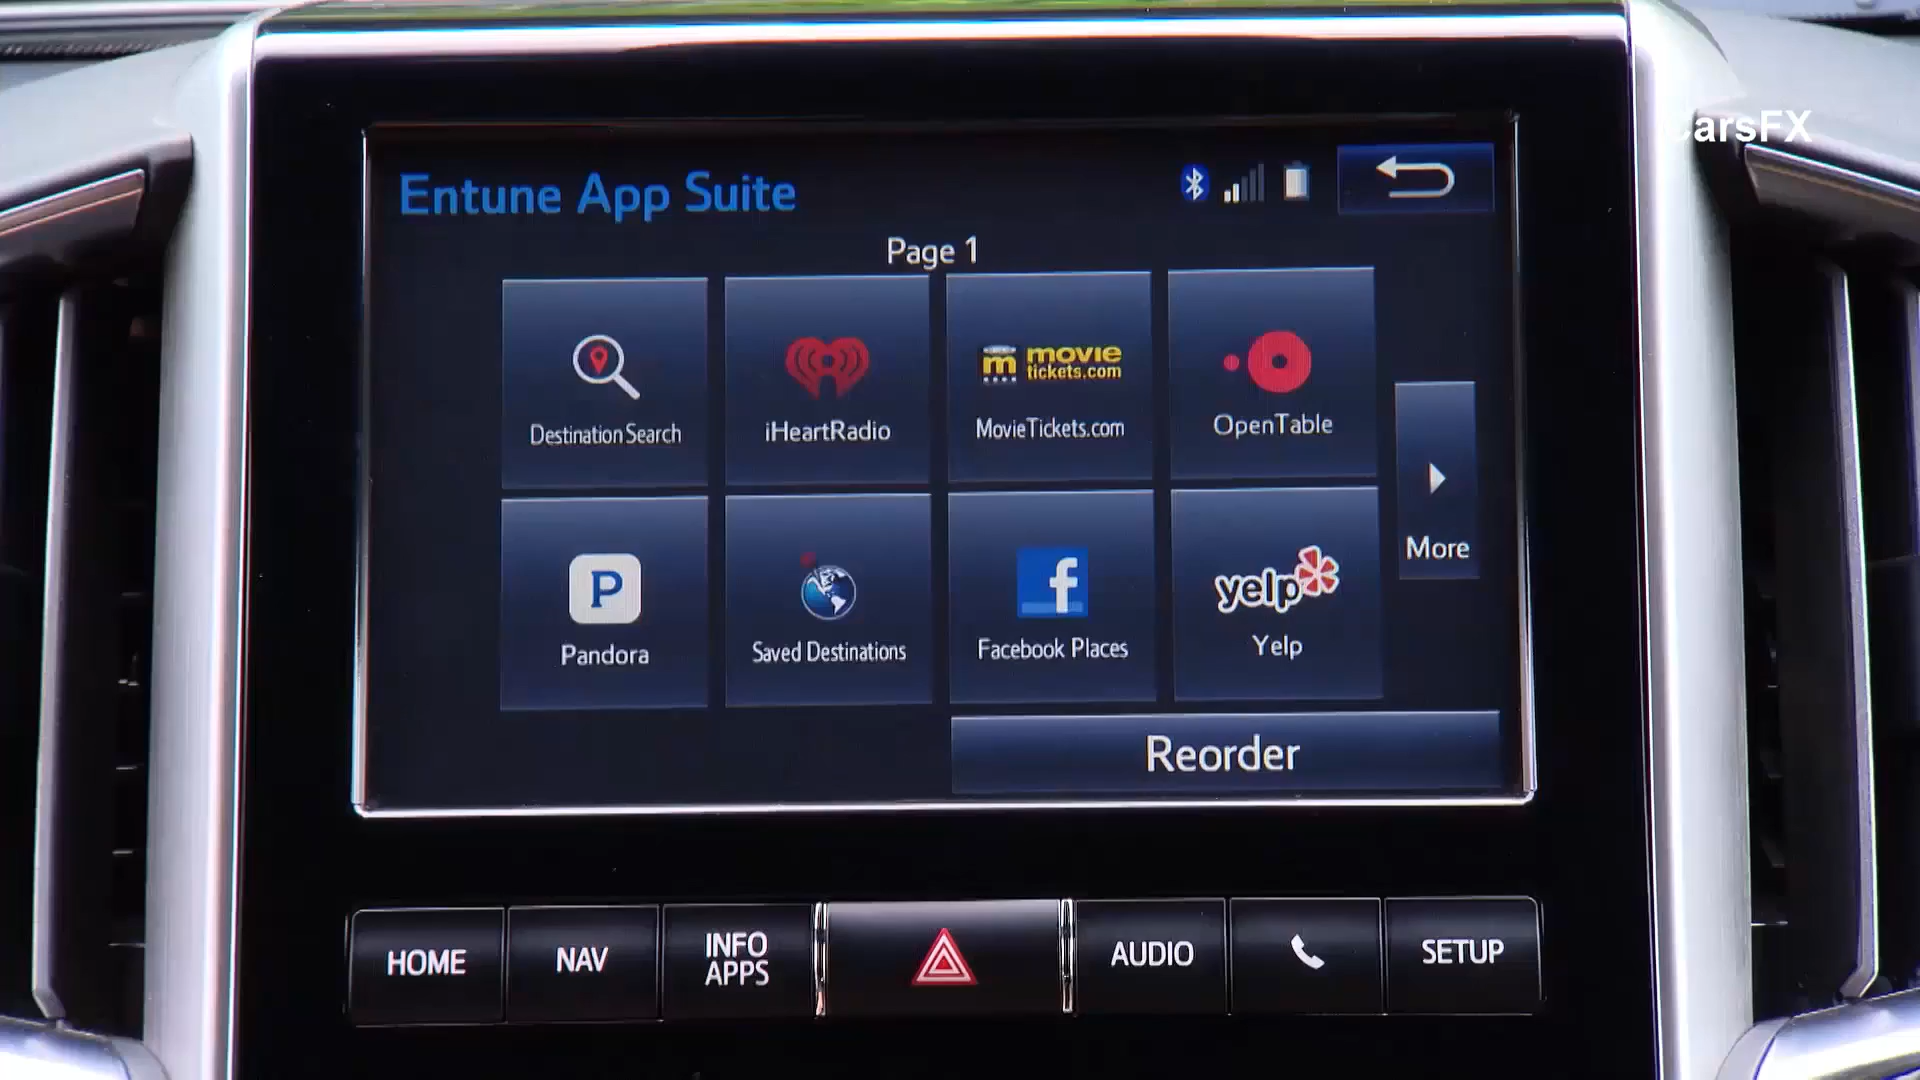 CarsFX
Entune App Suite
Page 1
Destination Search
iHeartRadio
m movie
tickets.com
MovieTickets.com
OpenTable
P
Pandora
Saved Destinations
f
Facebook Places
yelp
Yelp
More
Reorder
HOME
NAV
INFO
APPS
AUDIO
SETUP